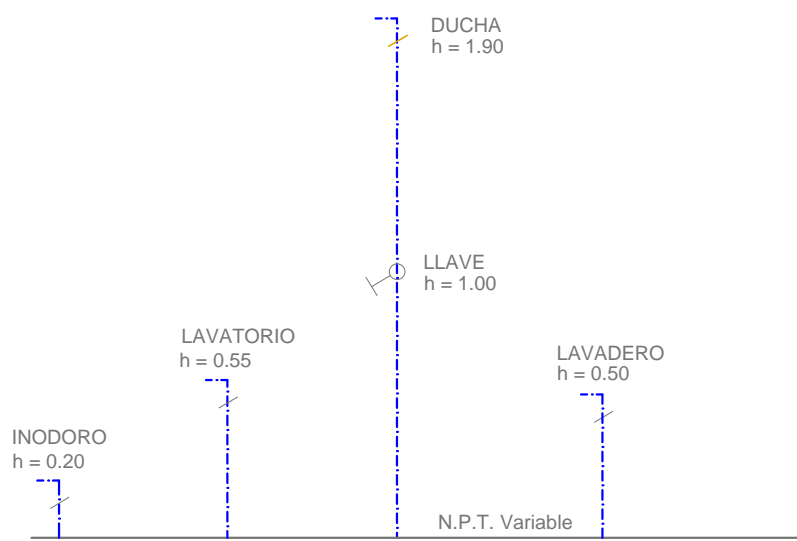 DUCHA
h = 1.90
LLAVE
h = 1.00
LAVATORIO
h = 0.55
LAVADERO
h = 0.50
INODORO
h = 0.20
N.P.T. Variable